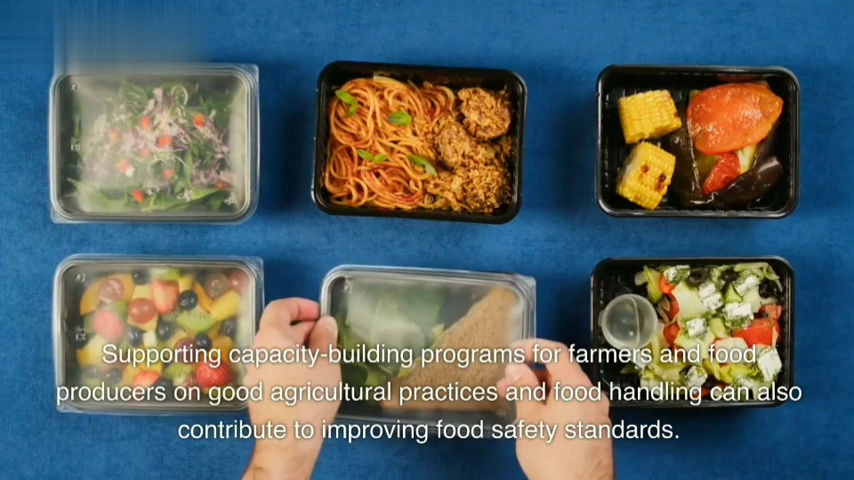 Supporting capacity-building programs for farmers and food
producers on good agricultural practices and food handling can also
contribute to improving food safety standards.